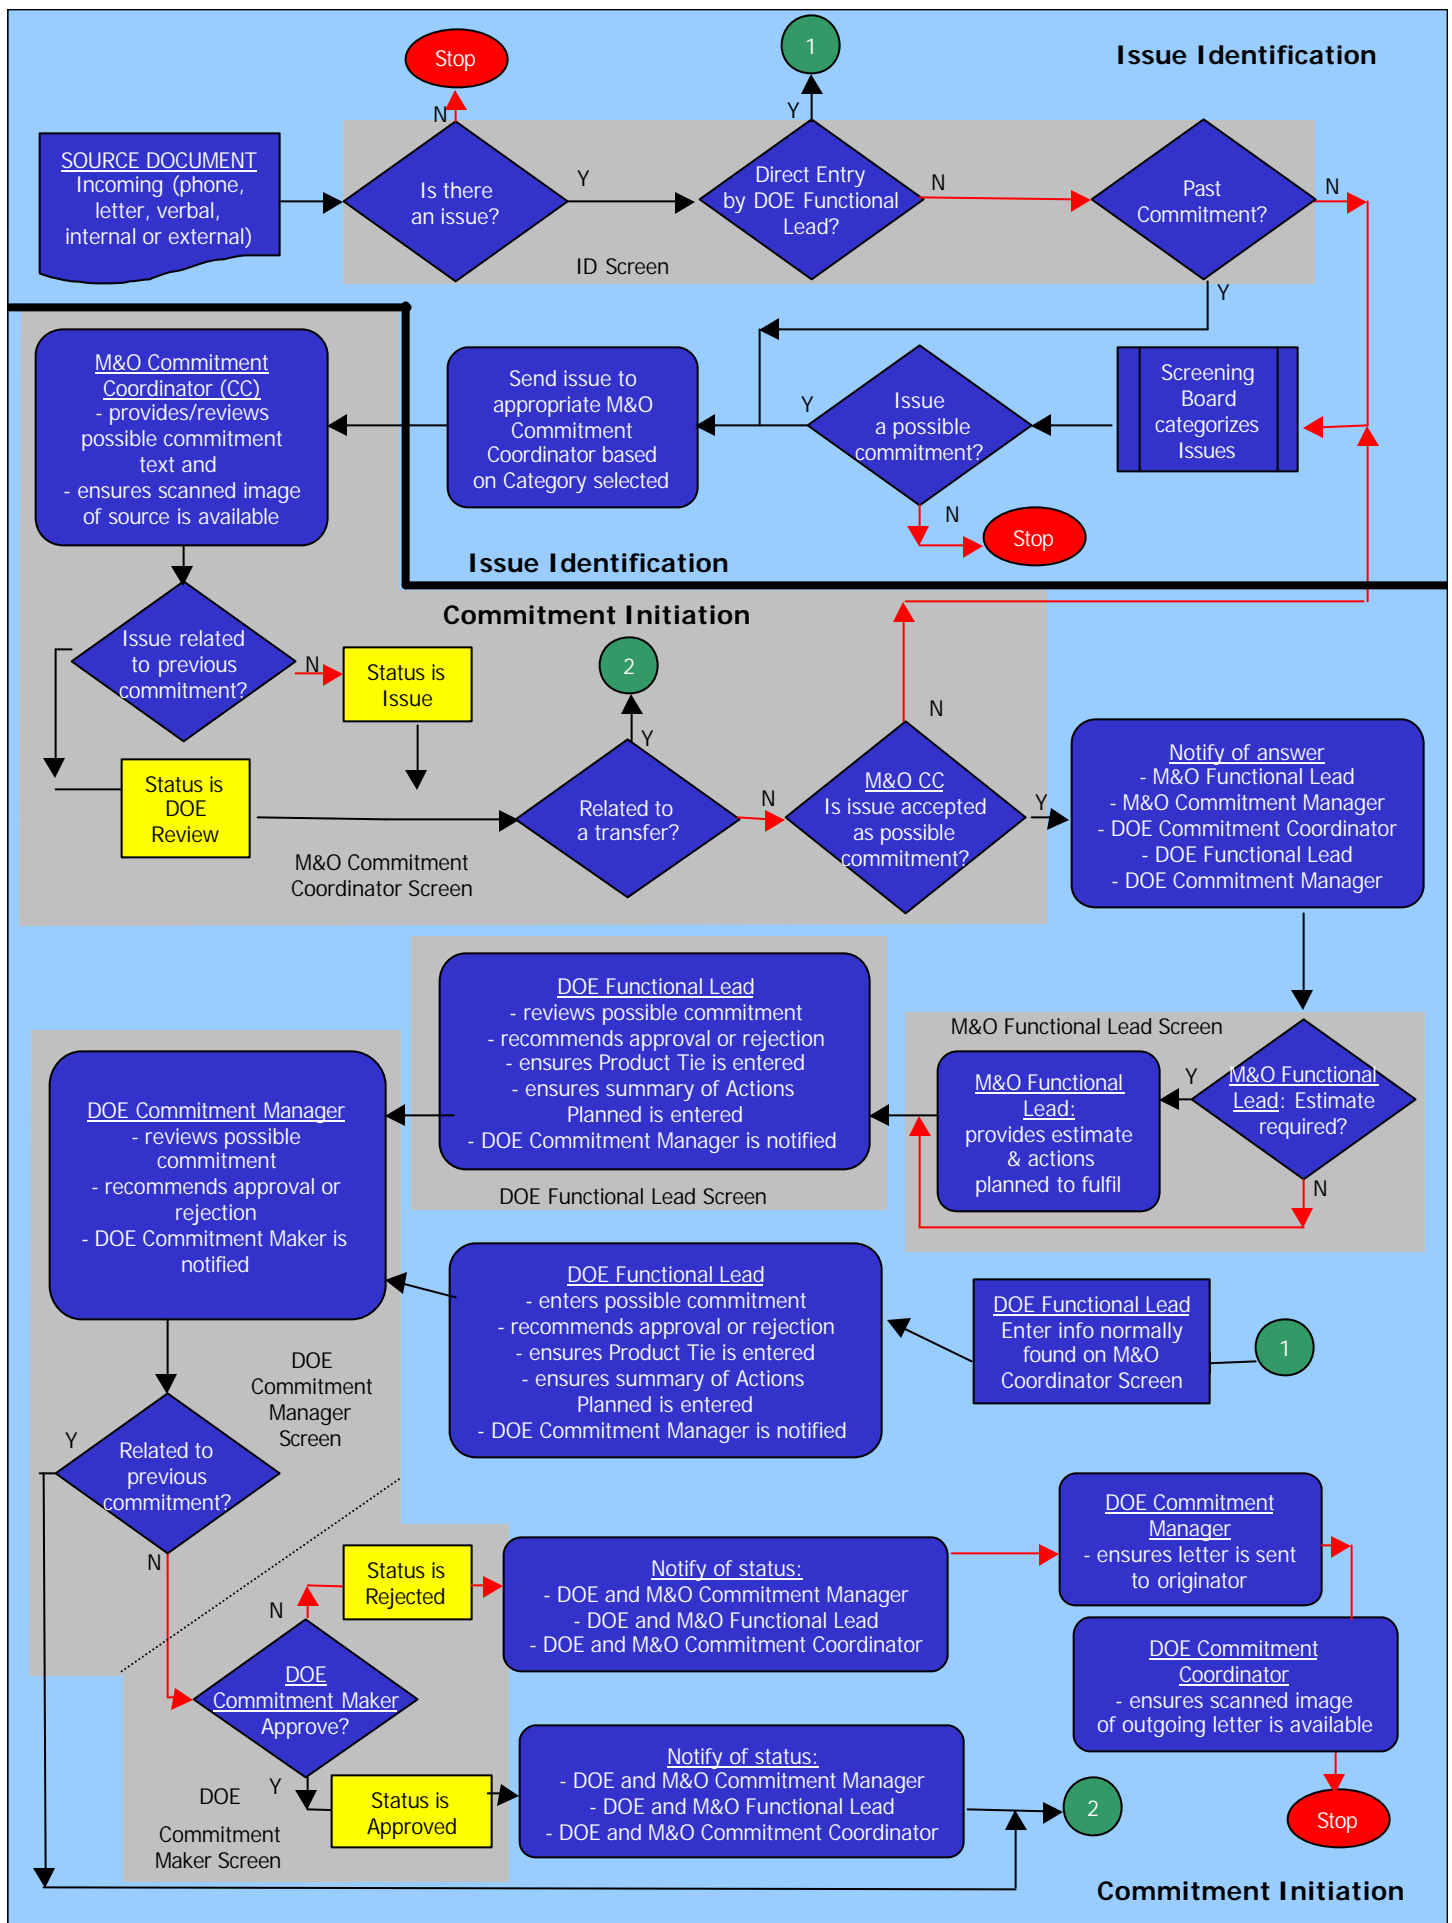 Issue Identification
Stop
1
N
Y
SOURCE DOCUMENT
Incoming (phone,
letter, verbal,
internal or external)
Is there
an issue?
Y
Direct Entry
by DOE Functional
Lead?
N
Past
Commitment?
N
ID Screen
Y
M&O Commitment
Coordinator (CC)
- provides/reviews
possible commitment
text and
- ensures scanned image
of source is available
Send issue to
appropriate M&O
Commitment
Coordinator based
on Category selected
Y
Issue
a possible
commitment?
Screening
Board
categorizes
Issues
N
Stop
Issue Identification
Commitment Initiation
Issue related
to previous
commitment?
N
Status is
Issue
2
Y
N
Status is
DOE
Review
Related to
a transfer?
N
M&O CC
Is issue accepted
as possible
commitment?
Y
Notify of answer
- M&O Functional Lead
- M&O Commitment Manager
- DOE Commitment Coordinator
- DOE Functional Lead
- DOE Commitment Manager
M&O Commitment
Coordinator Screen
DOE Functional Lead
- reviews possible commitment
- recommends approval or rejection
- ensures Product Tie is entered
- ensures summary of Actions
Planned is entered
- DOE Commitment Manager is notified
DOE Functional Lead Screen
M&O Functional Lead Screen
M&O Functional
Lead:
provides estimate
& actions
planned to fulfil
Y
M&O Functional
Lead: Estimate
required?
N
DOE Commitment Manager
- reviews possible
commitment
- recommends approval or
rejection
- DOE Commitment Maker is
notified
DOE Functional Lead
- enters possible commitment
- recommends approval or rejection
- ensures Product Tie is entered
- ensures summary of Actions
Planned is entered
- DOE Commitment Manager is notified
DOE Functional Lead
Enter info normally
found on M&O
Coordinator Screen
1
DOE
Commitment
Manager
Screen
Y
Related to
previous
commitment?
N
Status is
Rejected
N
Notify of status:
- DOE and M&O Commitment Manager
- DOE and M&O Functional Lead
- DOE and M&O Commitment Coordinator
DOE Commitment
Manager
- ensures letter is sent
to originator
DOE
Commitment Maker
Approve?
DOE Commitment
Coordinator
- ensures scanned image
of outgoing letter is available
Y
DOE
Commitment
Maker Screen
Status is
Approved
Notify of status:
- DOE and M&O Commitment Manager
- DOE and M&O Functional Lead
- DOE and M&O Commitment Coordinator
2
Stop
Commitment Initiation